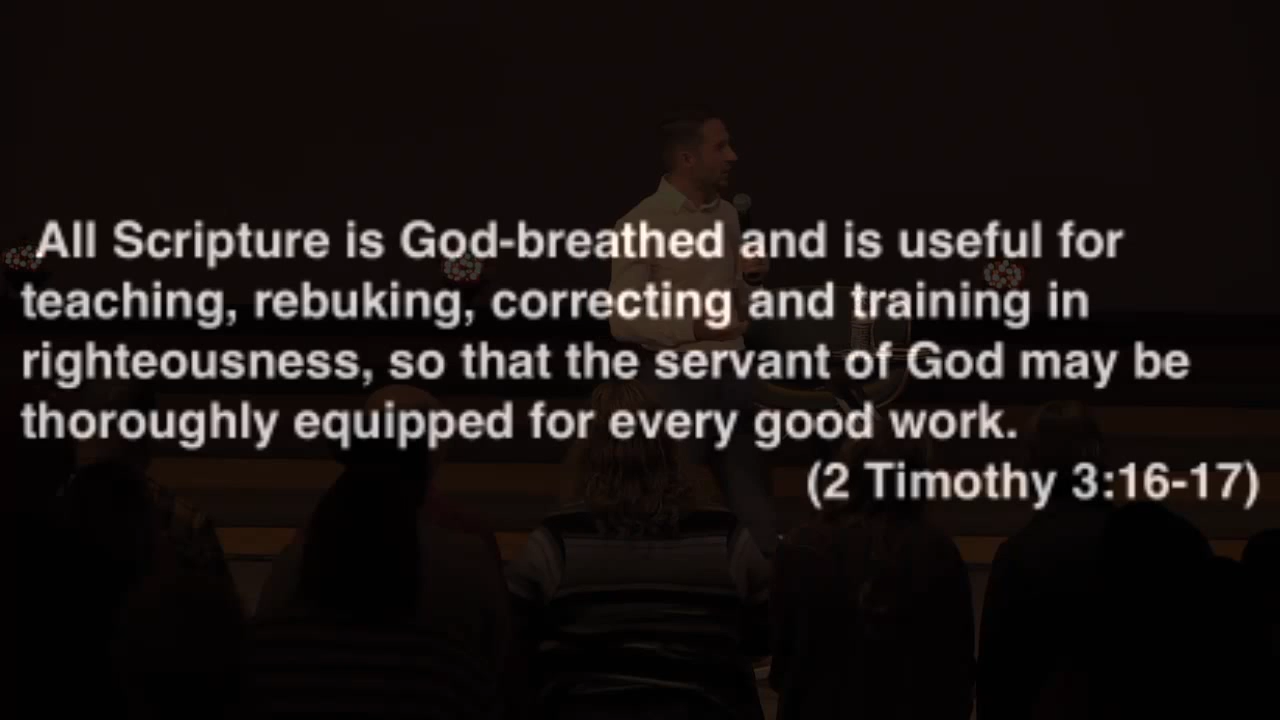 All Scripture is God-breathed and is useful for
teaching, rebuking, correcting and training in
righteousness, so that the servant of God may be
thoroughly equipped for every good work.
(2 Timothy 3:16-17)